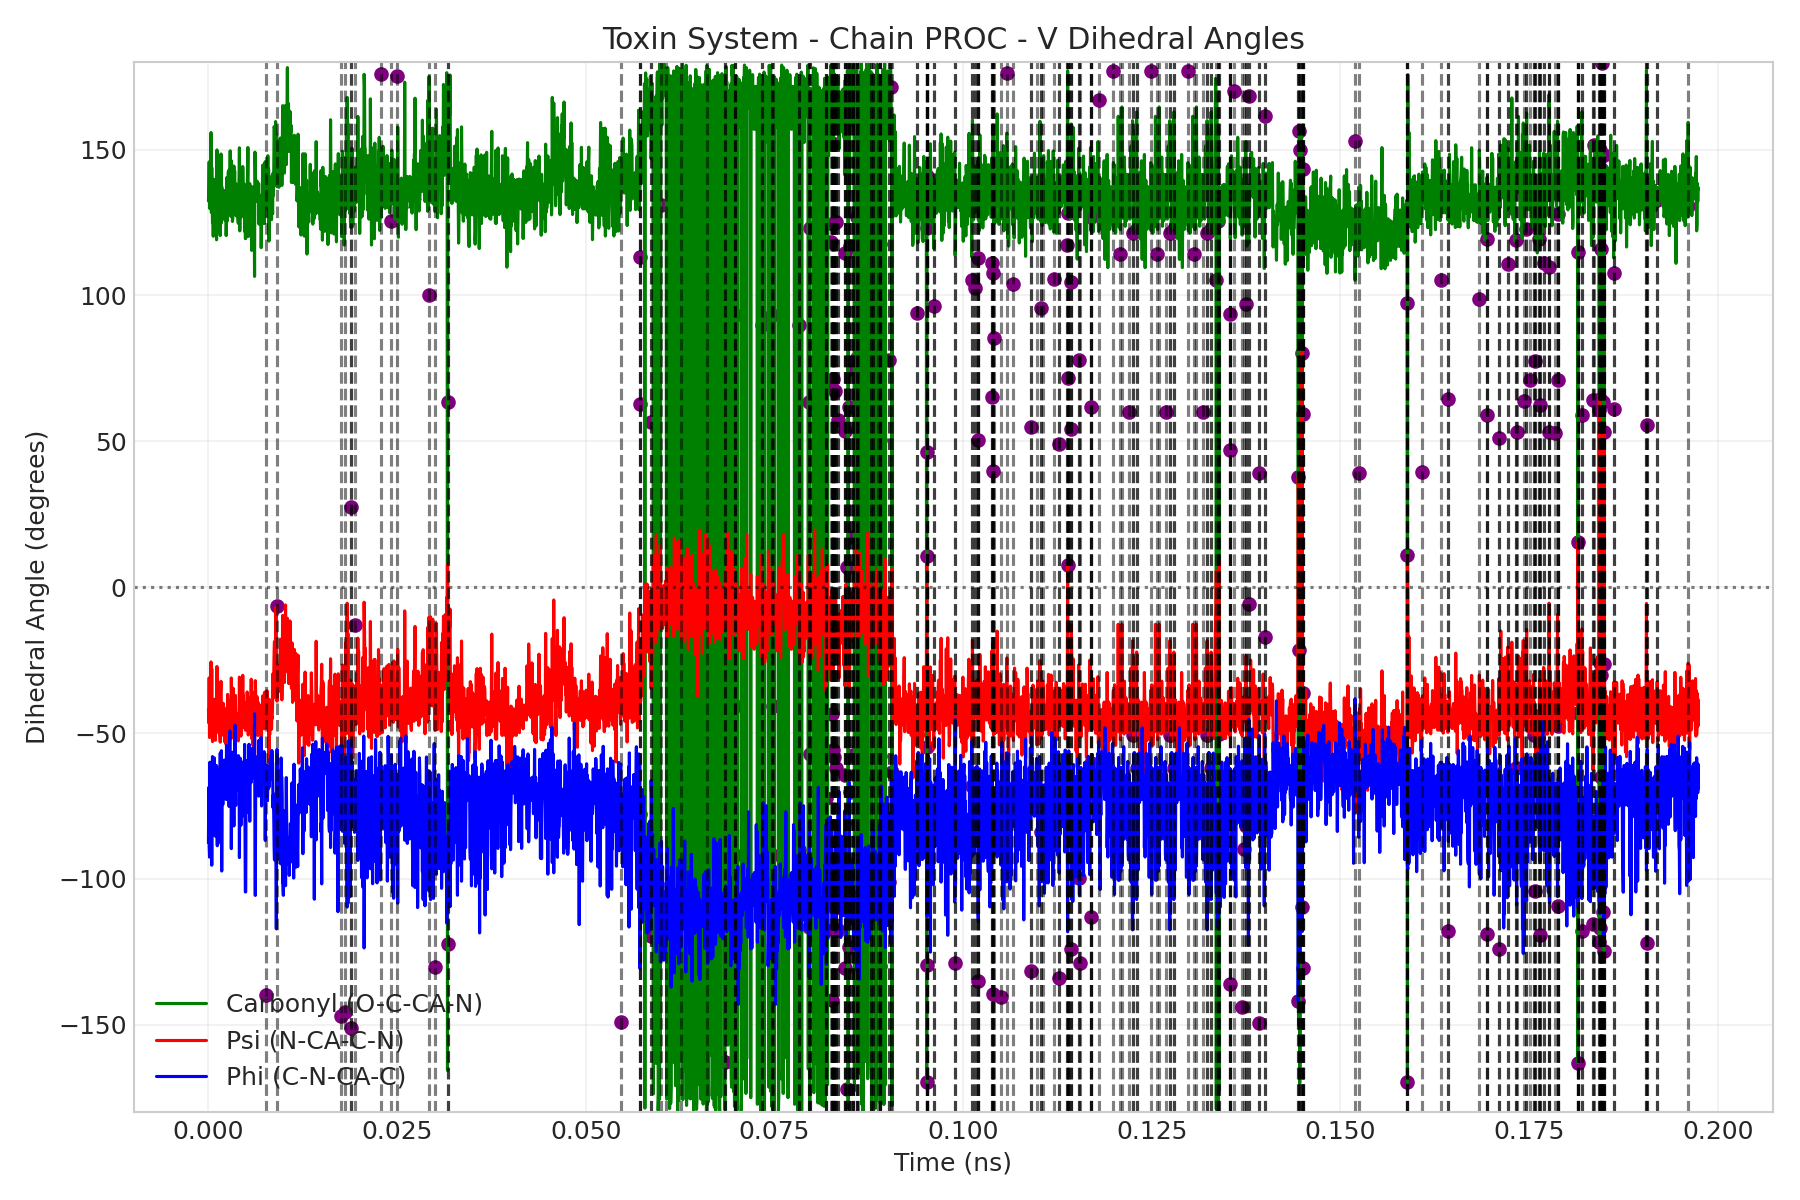 Toxin System - Chain PROC - V Dihedral Angles
Dihedral Angle (degrees)
150
100
50
0
−50
−100
−150
Carbonyl (O-C-CA-N)
Psi (N-CA-C-N)
Phi (C-N-CA-C)
0.000 0.025 0.050 0.075 0.100 0.125 0.150 0.175 0.200
Time (ns)